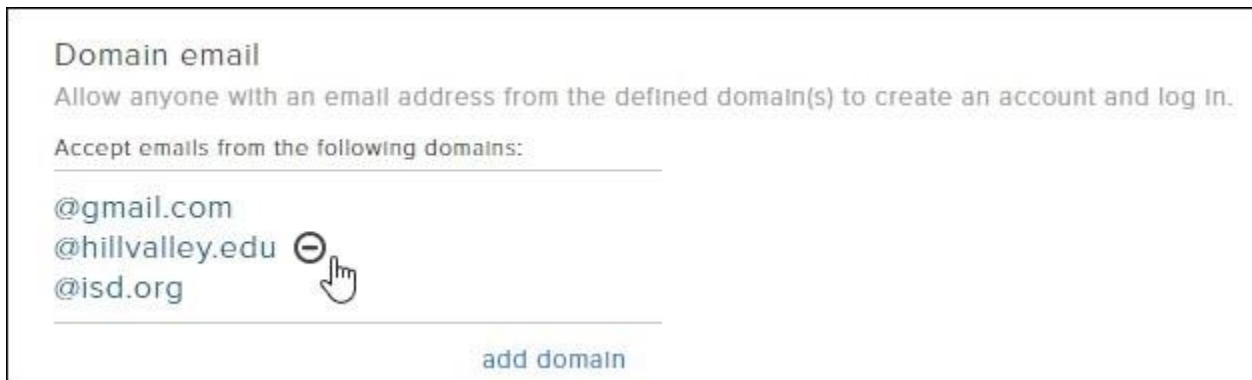 Domain email
Allow anyone with an email address from the defined domain(s) to create an account and log in.
Accept emails from the following domains:
@gmail.com
@hillvalley.edu
@isd.org
add domain